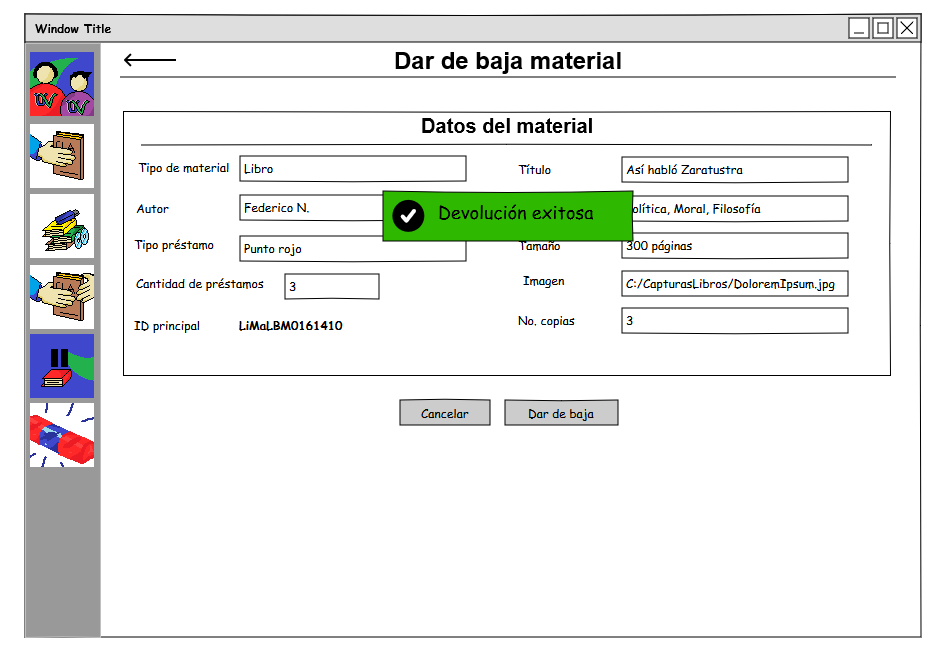 Window Title
Dar de baja material
Datos del material
Tipo de material Libro Título Así habló Zaratustra
Autor Federico N. Moral, Filosofía
Devolución exitosa
Tipo préstamo Punto rojo Tamaño 300 páginas
Cantidad de préstamos 3 Imagen C:/CapturasLibros/DoloremIpsum.jpg
ID principal LiMaLBM0161410 No. copias 3
Cancelar Dar de baja